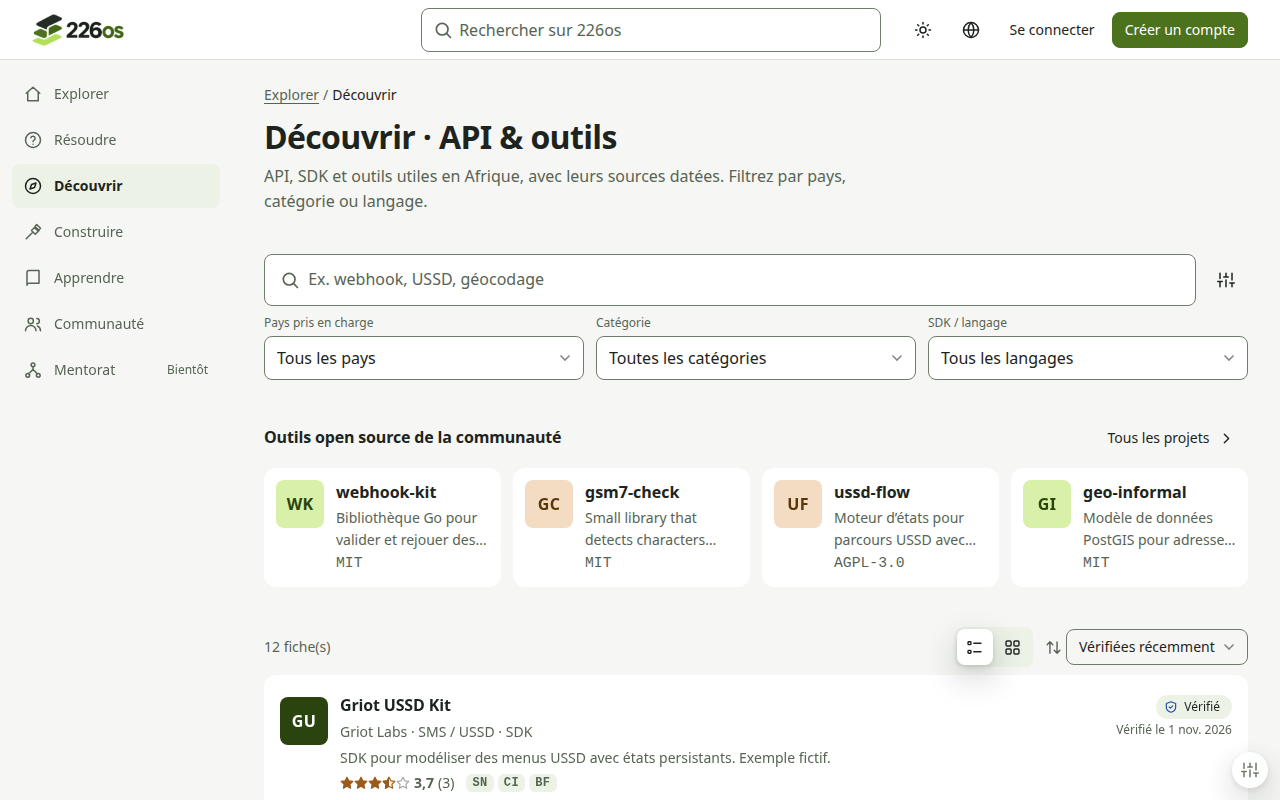 226os
Rechercher sur 226os
Se connecter
Créer un compte
Explorer
Résoudre
Découvrir
Construire
Apprendre
Communauté
Mentorat
Bientôt
Explorer / Découvrir
Découvrir · API & outils
API, SDK et outils utiles en Afrique, avec leurs sources datées. Filtrez par pays,
catégorie ou langage.
Ex. webhook, USSD, géocodage
Pays pris en charge
Catégorie
SDK / langage
Tous les pays
Toutes les catégories
Tous les langages
Outils open source de la communauté
Tous les projets
WK
webhook-kit
Bibliothèque Go pour
valider et rejouer des…
MIT
GC
gsm7-check
Small library that
detects characters…
MIT
UF
ussd-flow
Moteur d’états pour
parcours USSD avec…
AGPL-3.0
GI
geo-informal
Modèle de données
PostGIS pour adresse…
MIT
12 fiche(s)
Vérifiées récemment
GU
Griot USSD Kit
Griot Labs · SMS / USSD · SDK
SDK pour modéliser des menus USSD avec états persistants. Exemple fictif.
3,7 (3)
SN
CI
BF
Vérifié
Vérifié le 1 nov. 2026